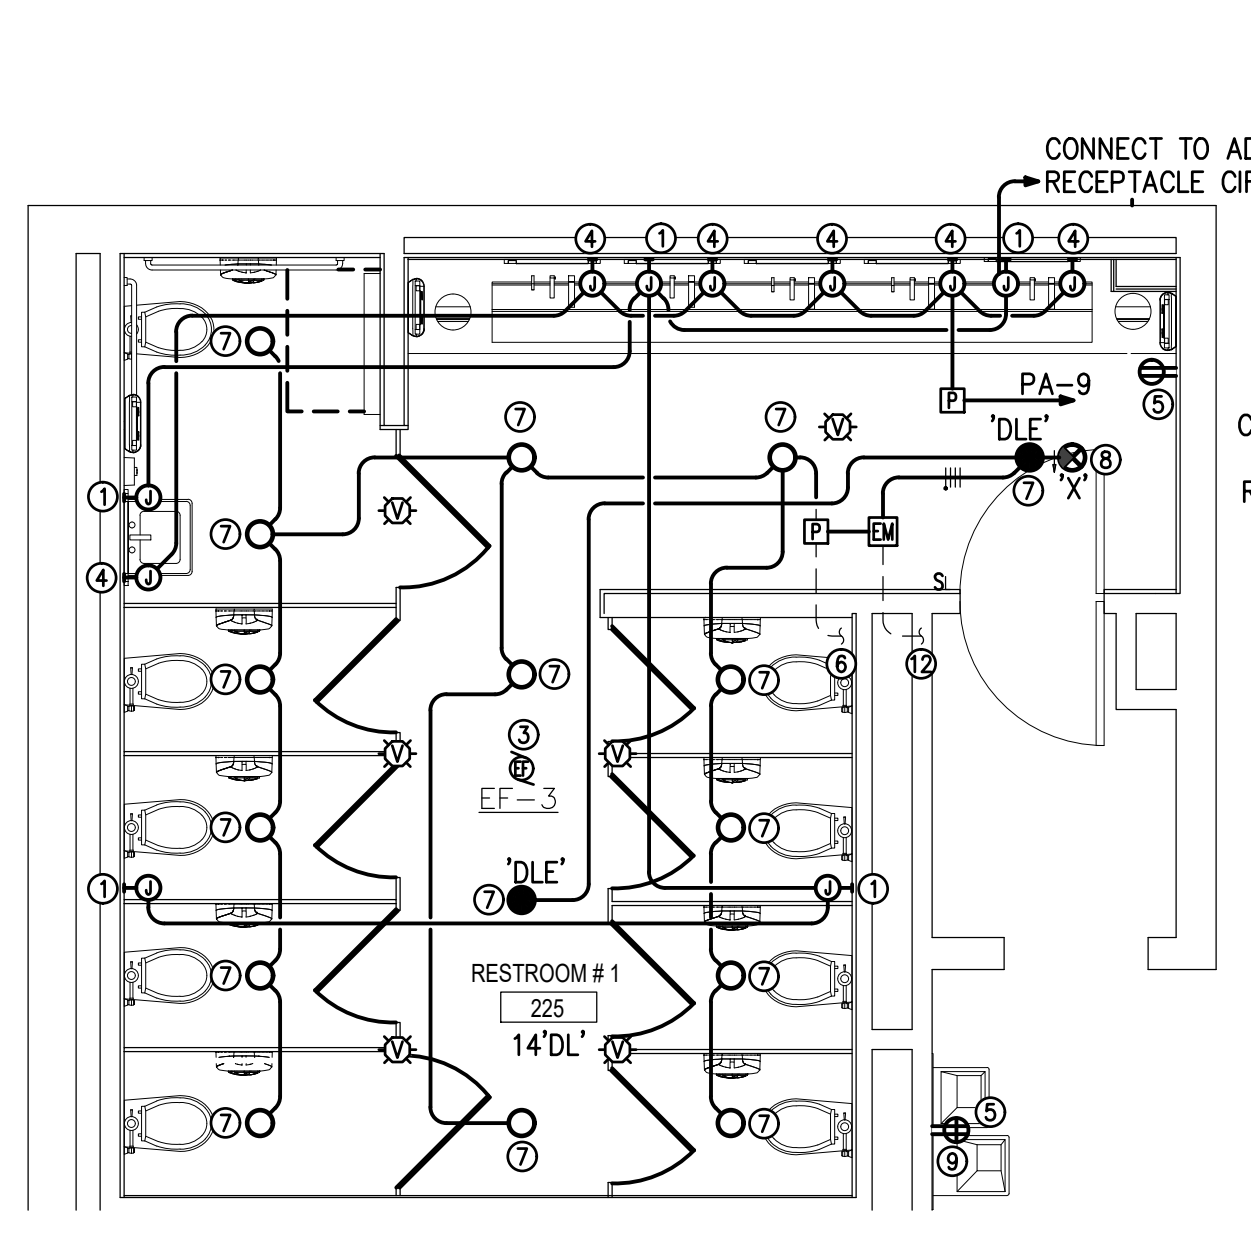 CONNECT TO AD
RECEPTACLE CIR
4
1
4
4
4
1
4
J
J
J
J
J
J
J
7
P
PA-9
5
7
7
V
'DLE'
7
8
'X'
C
R
1
J
V
7
P
EM
4
J
S
7
7
7
6
12
3
EF
EF-3
V
V
7
7
'DLE'
7
1
J
J
1
RESTROOM # 1
225
14'DL'
7
7
V
V
7
7
7
5
9